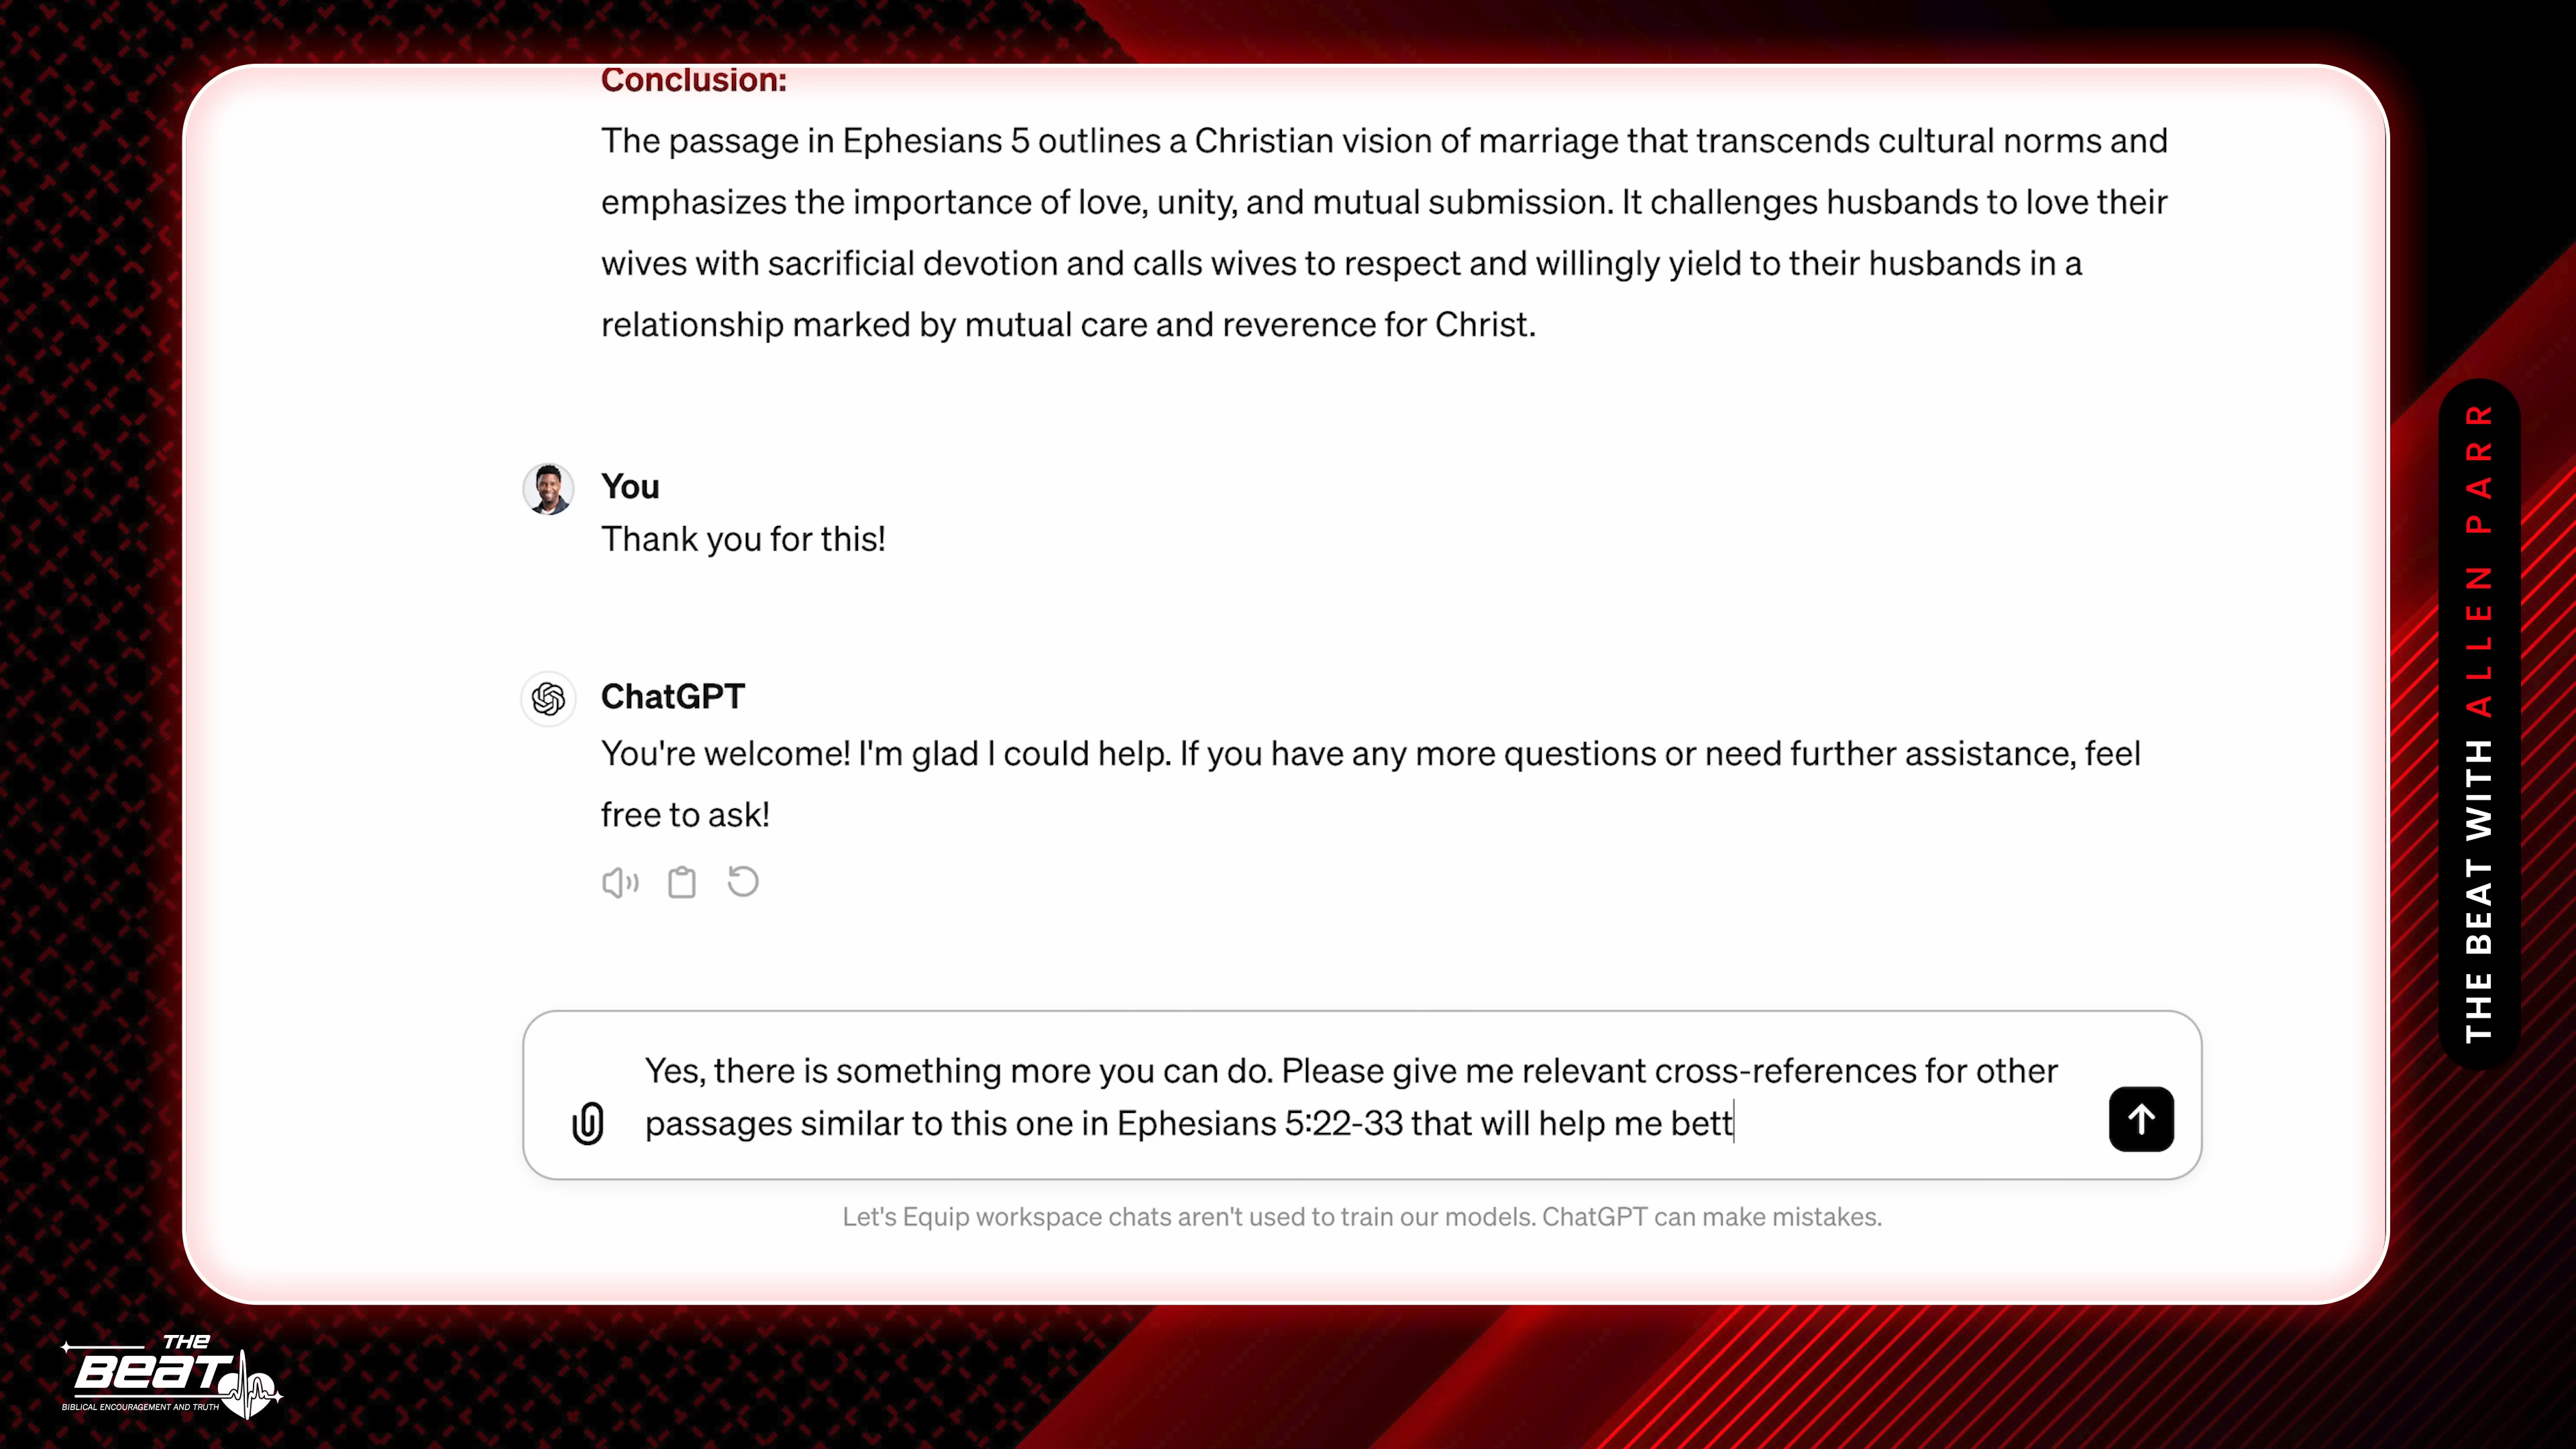 Conclusion:
The passage in Ephesians 5 outlines a Christian vision of marriage that transcends cultural norms and
emphasizes the importance of love, unity, and mutual submission. It challenges husbands to love their
wives with sacrificial devotion and calls wives to respect and willingly yield to their husbands in a
relationship marked by mutual care and reverence for Christ.
You
Thank you for this!
ChatGPT
You're welcome! I'm glad I could help. If you have any more questions or need further assistance, feel
free to ask!
Yes, there is something more you can do. Please give me relevant cross-references for other
passages similar to this one in Ephesians 5:22-33 that will help me bett
Let's Equip workspace chats aren't used to train our models. ChatGPT can make mistakes.
THE BEAT WITH ALLEN PARR
THE
BEAT
BIBLICAL ENCOURAGEMENT AND TRUTH